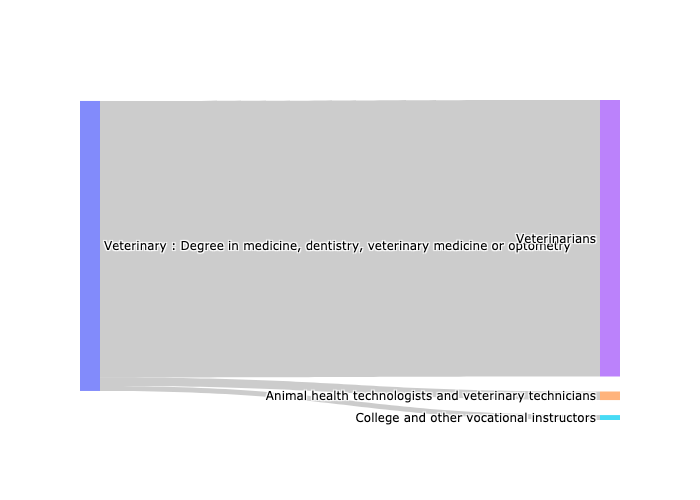 Veterinarians
Veterinary : Degree in medicine, dentistry, veterinary medicine or optometry
Animal health technologists and veterinary technicians
College and other vocational instructors